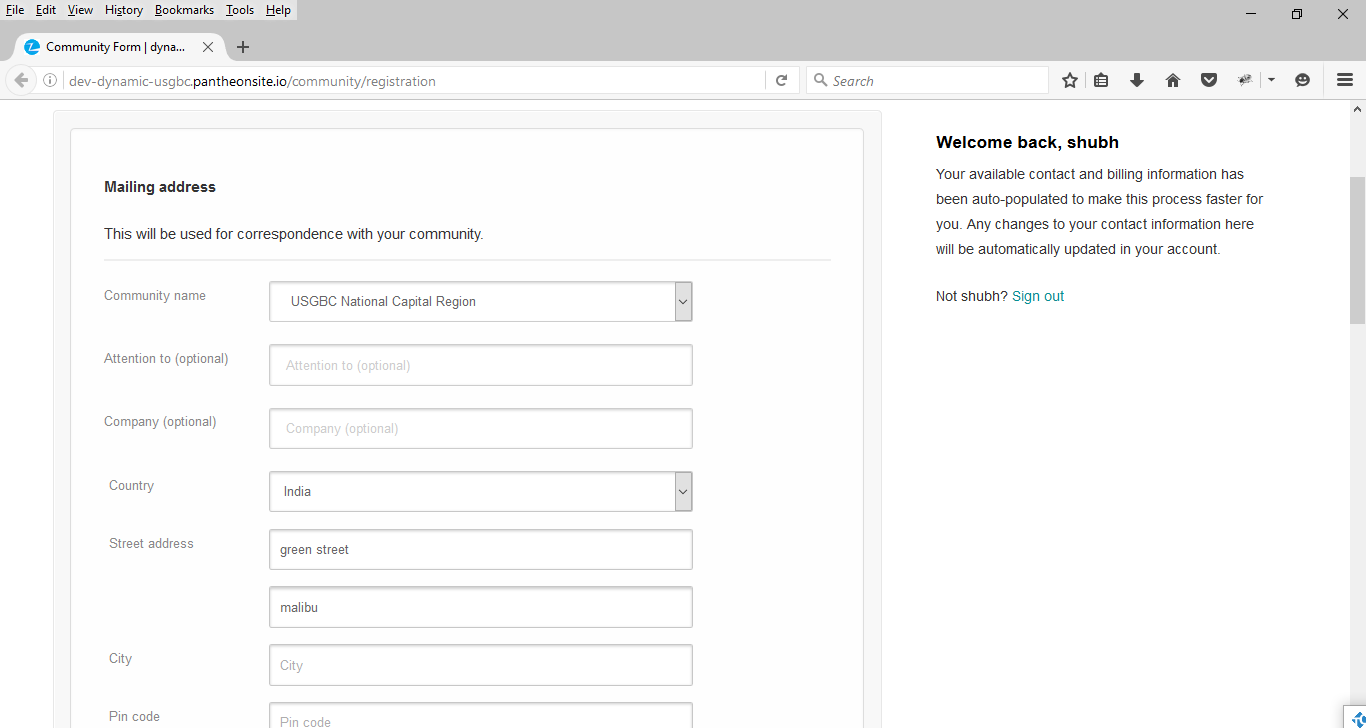 File Edit View History Bookmarks Tools Help
Community Form | dyna...
dev-dynamic-usgbc.pantheonsite.io/community/registration
Search
Mailing address
This will be used for correspondence with your community.
Community name
USGBC National Capital Region
Attention to (optional)
Attention to (optional)
Company (optional)
Company (optional)
Country
India
Street address
green street
malibu
City
City
Pin code
Pin code
Welcome back, shubh
Your available contact and billing information has
been auto-populated to make this process faster for
you. Any changes to your contact information here
will be automatically updated in your account.
Not shubh? Sign out